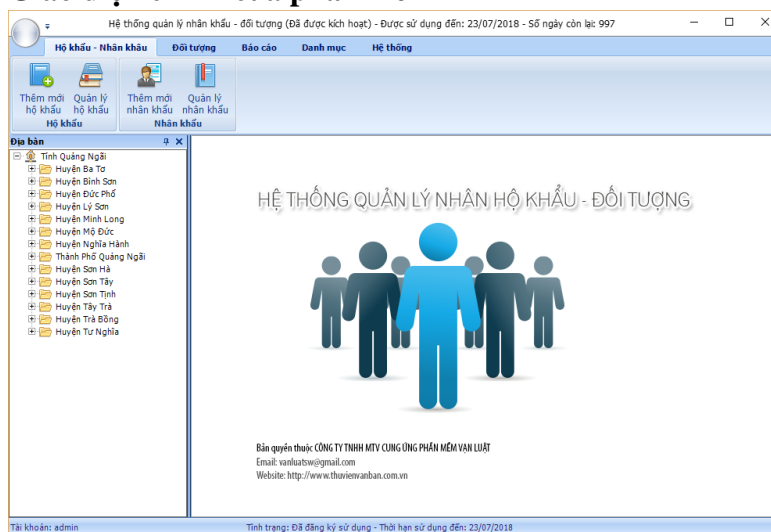 Hệ thống quản lý nhân khẩu - đối tượng (Đã được kích hoạt) - Được sử dụng đến: 23/07/2018 - Số ngày còn lại: 997
Hộ khẩu - Nhân khẩu Đối tượng Báo cáo Danh mục Hệ thống
Thêm mới hộ khẩu Quản lý hộ khẩu Thêm mới nhân khẩu Quản lý nhân khẩu
Hộ khẩu Nhân khẩu
Địa bàn
Tỉnh Quảng Ngãi
Huyện Ba Tơ
Huyện Bình Sơn
Huyện Đức Phổ
Huyện Lý Sơn
Huyện Minh Long
Huyện Mộ Đức
Huyện Nghĩa Hành
Thành Phố Quảng Ngãi
Huyện Sơn Hà
Huyện Sơn Tây
Huyện Sơn Tịnh
Huyện Tây Trà
Huyện Trà Bồng
Huyện Tư Nghĩa
HỆ THỐNG QUẢN LÝ NHÂN HỘ KHẨU - ĐỐI TƯỢNG
Bản quyền thuộc CÔNG TY TNHH MTV CUNG ỨNG PHẦN MỀM VẠN LUẬT
Email: vanluatsw@gmail.com
Website: http://www.thuvienvanban.com.vn
Tài khoản: admin Tình trạng: Đã đăng ký sử dụng - Thời hạn sử dụng đến: 23/07/2018